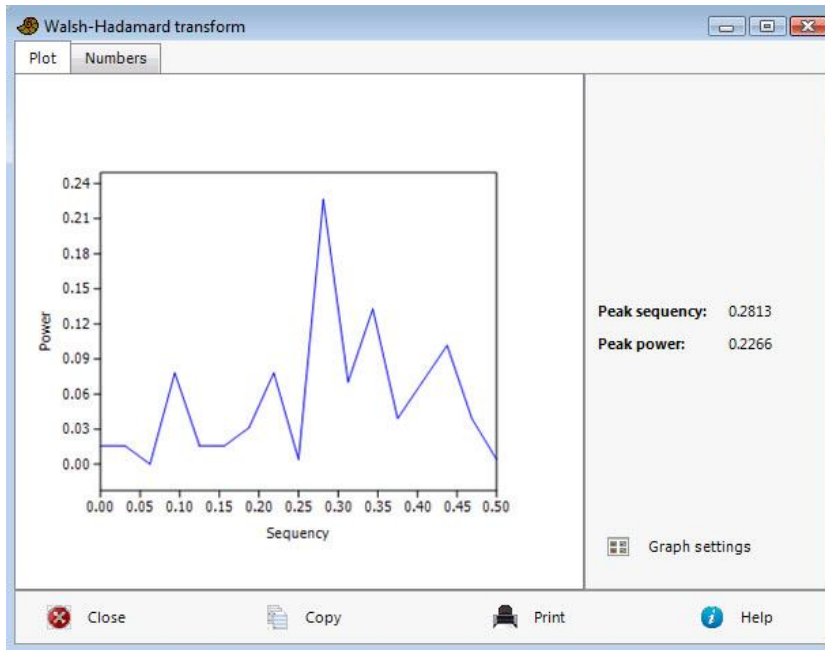 Walsh-Hadamard transform
Plot Numbers
0.24
0.21
0.18
0.15
0.12
0.09
0.06
0.03
0.00
Power
0.00 0.05 0.10 0.15 0.20 0.25 0.30 0.35 0.40 0.45 0.50
Sequency
Peak sequency: 0.2813
Peak power: 0.2266
Graph settings
Close Copy Print Help